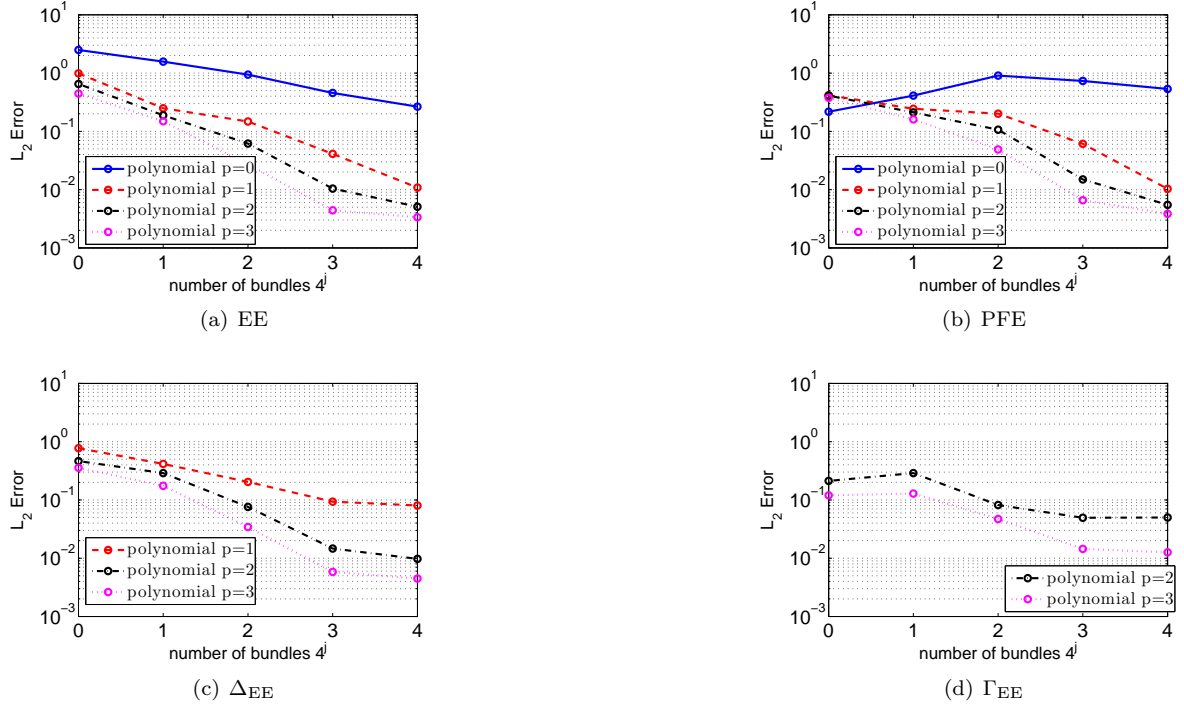 10^1
10^0
10^-1
10^-2
10^-3
L_2 Error
polynomial p=0
polynomial p=1
polynomial p=2
polynomial p=3
0 1 2 3 4
number of bundles 4^j
(a) EE
10^1
10^0
10^-1
10^-2
10^-3
L_2 Error
polynomial p=0
polynomial p=1
polynomial p=2
polynomial p=3
0 1 2 3 4
number of bundles 4^j
(b) PFE
10^1
10^0
10^-1
10^-2
10^-3
L_2 Error
polynomial p=1
polynomial p=2
polynomial p=3
0 1 2 3 4
number of bundles 4^j
(c) Δ_EE
10^1
10^0
10^-1
10^-2
10^-3
L_2 Error
polynomial p=2
polynomial p=3
0 1 2 3 4
number of bundles 4^j
(d) Γ_EE